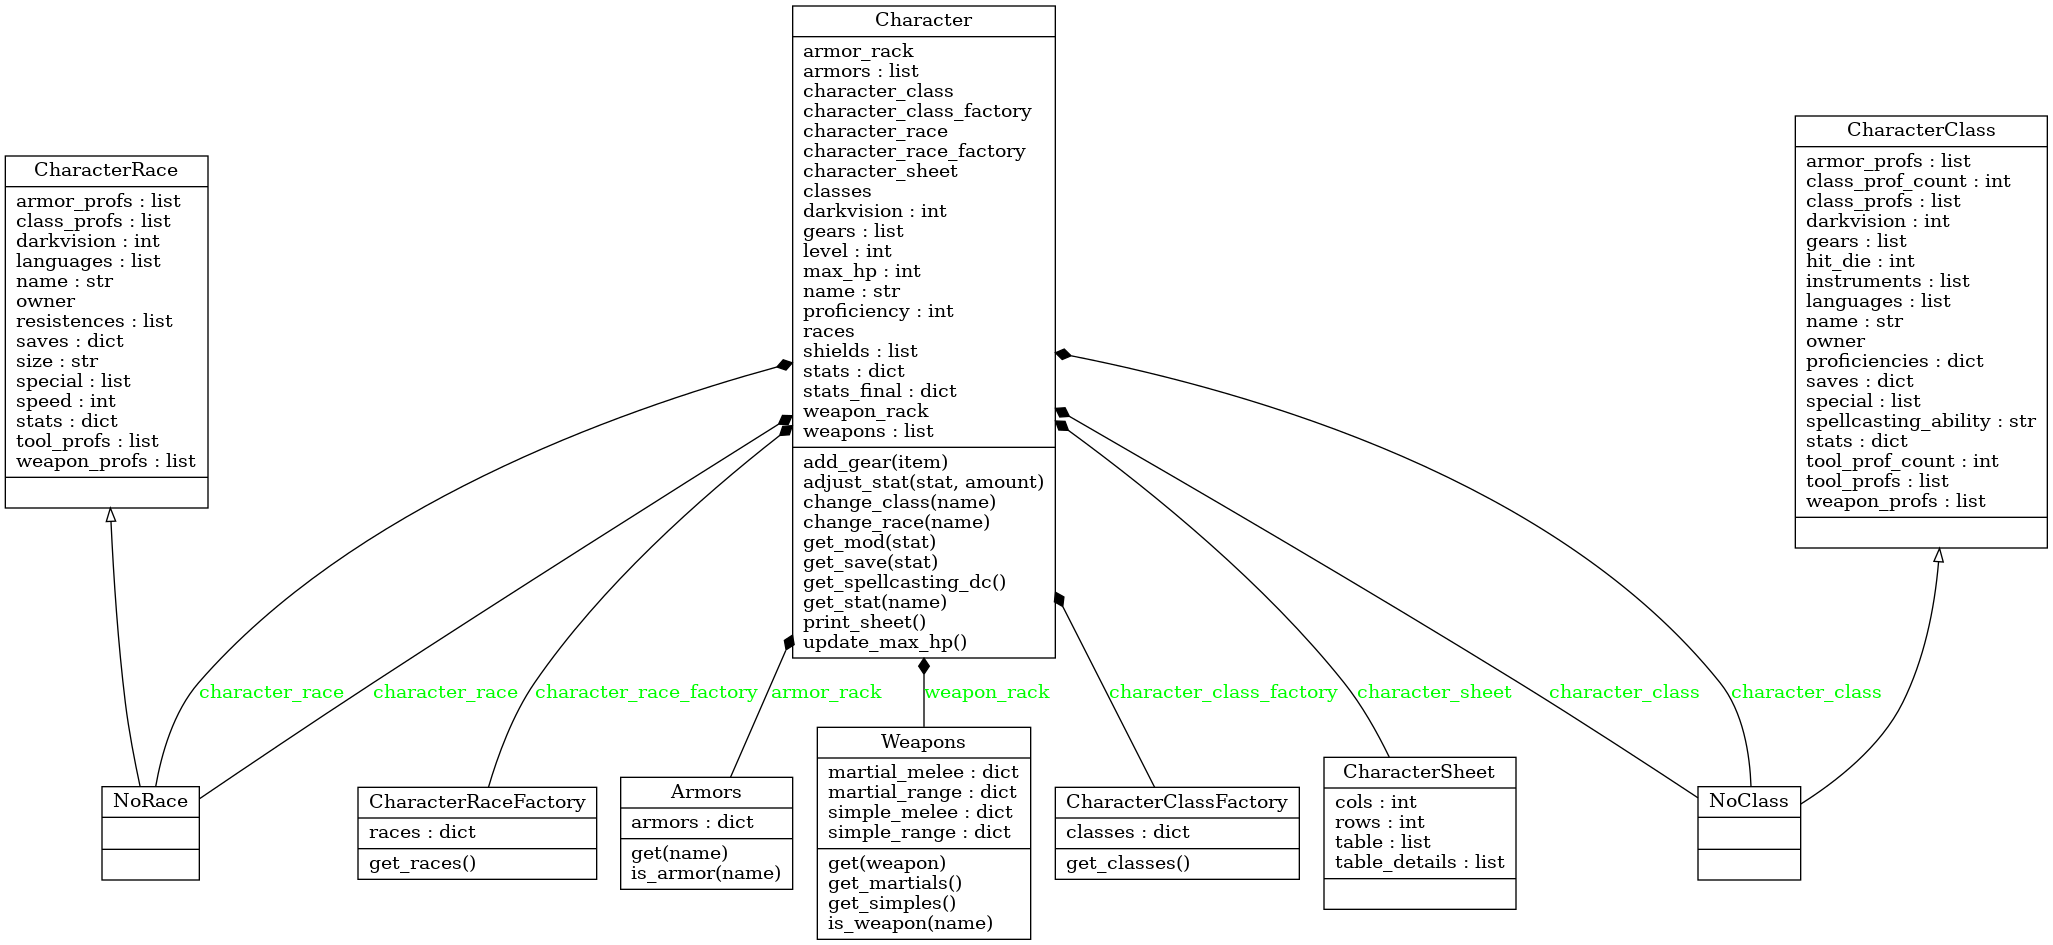 Character
armor_rack
armors : list
character_class
character_class_factory
character_race
character_race_factory
character_sheet
classes
darkvision : int
gears : list
level : int
max_hp : int
name : str
proficiency : int
races
shields : list
stats : dict
stats_final : dict
weapon_rack
weapons : list
add_gear(item)
adjust_stat(stat, amount)
change_class(name)
change_race(name)
get_mod(stat)
get_save(stat)
get_spellcasting_dc()
get_stat(name)
print_sheet()
update_max_hp()
CharacterRace
armor_profs : list
class_profs : list
darkvision : int
languages : list
name : str
owner
resistences : list
saves : dict
size : str
special : list
speed : int
stats : dict
tool_profs : list
weapon_profs : list
CharacterClass
armor_profs : list
class_prof_count : int
class_profs : list
darkvision : int
gears : list
hit_die : int
instruments : list
languages : list
name : str
owner
proficiencies : dict
saves : dict
special : list
spellcasting_ability : str
stats : dict
tool_prof_count : int
tool_profs : list
weapon_profs : list
character_race
character_race
character_race_factory
armor_rack
weapon_rack
character_class_factory
character_sheet
character_class
character_class
NoRace
CharacterRaceFactory
races : dict
get_races()
Armors
armors : dict
get(name)
is_armor(name)
Weapons
martial_melee : dict
martial_range : dict
simple_melee : dict
simple_range : dict
get(weapon)
get_martials()
get_simples()
is_weapon(name)
CharacterClassFactory
classes : dict
get_classes()
CharacterSheet
cols : int
rows : int
table : list
table_details : list
NoClass